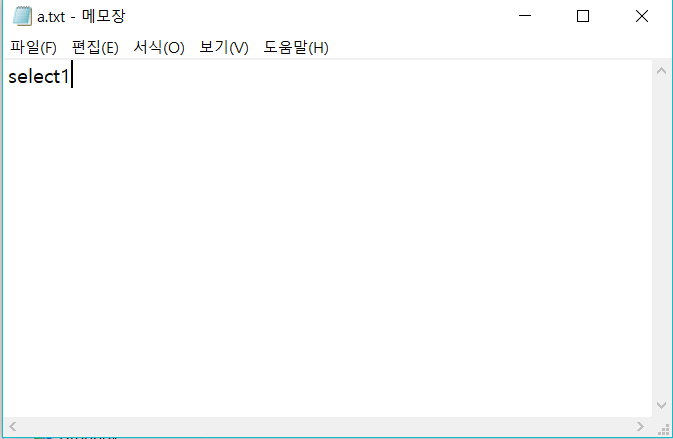 a.txt - 메모장
파일(F) 편집(E) 서식(O) 보기(V) 도움말(H)
select1